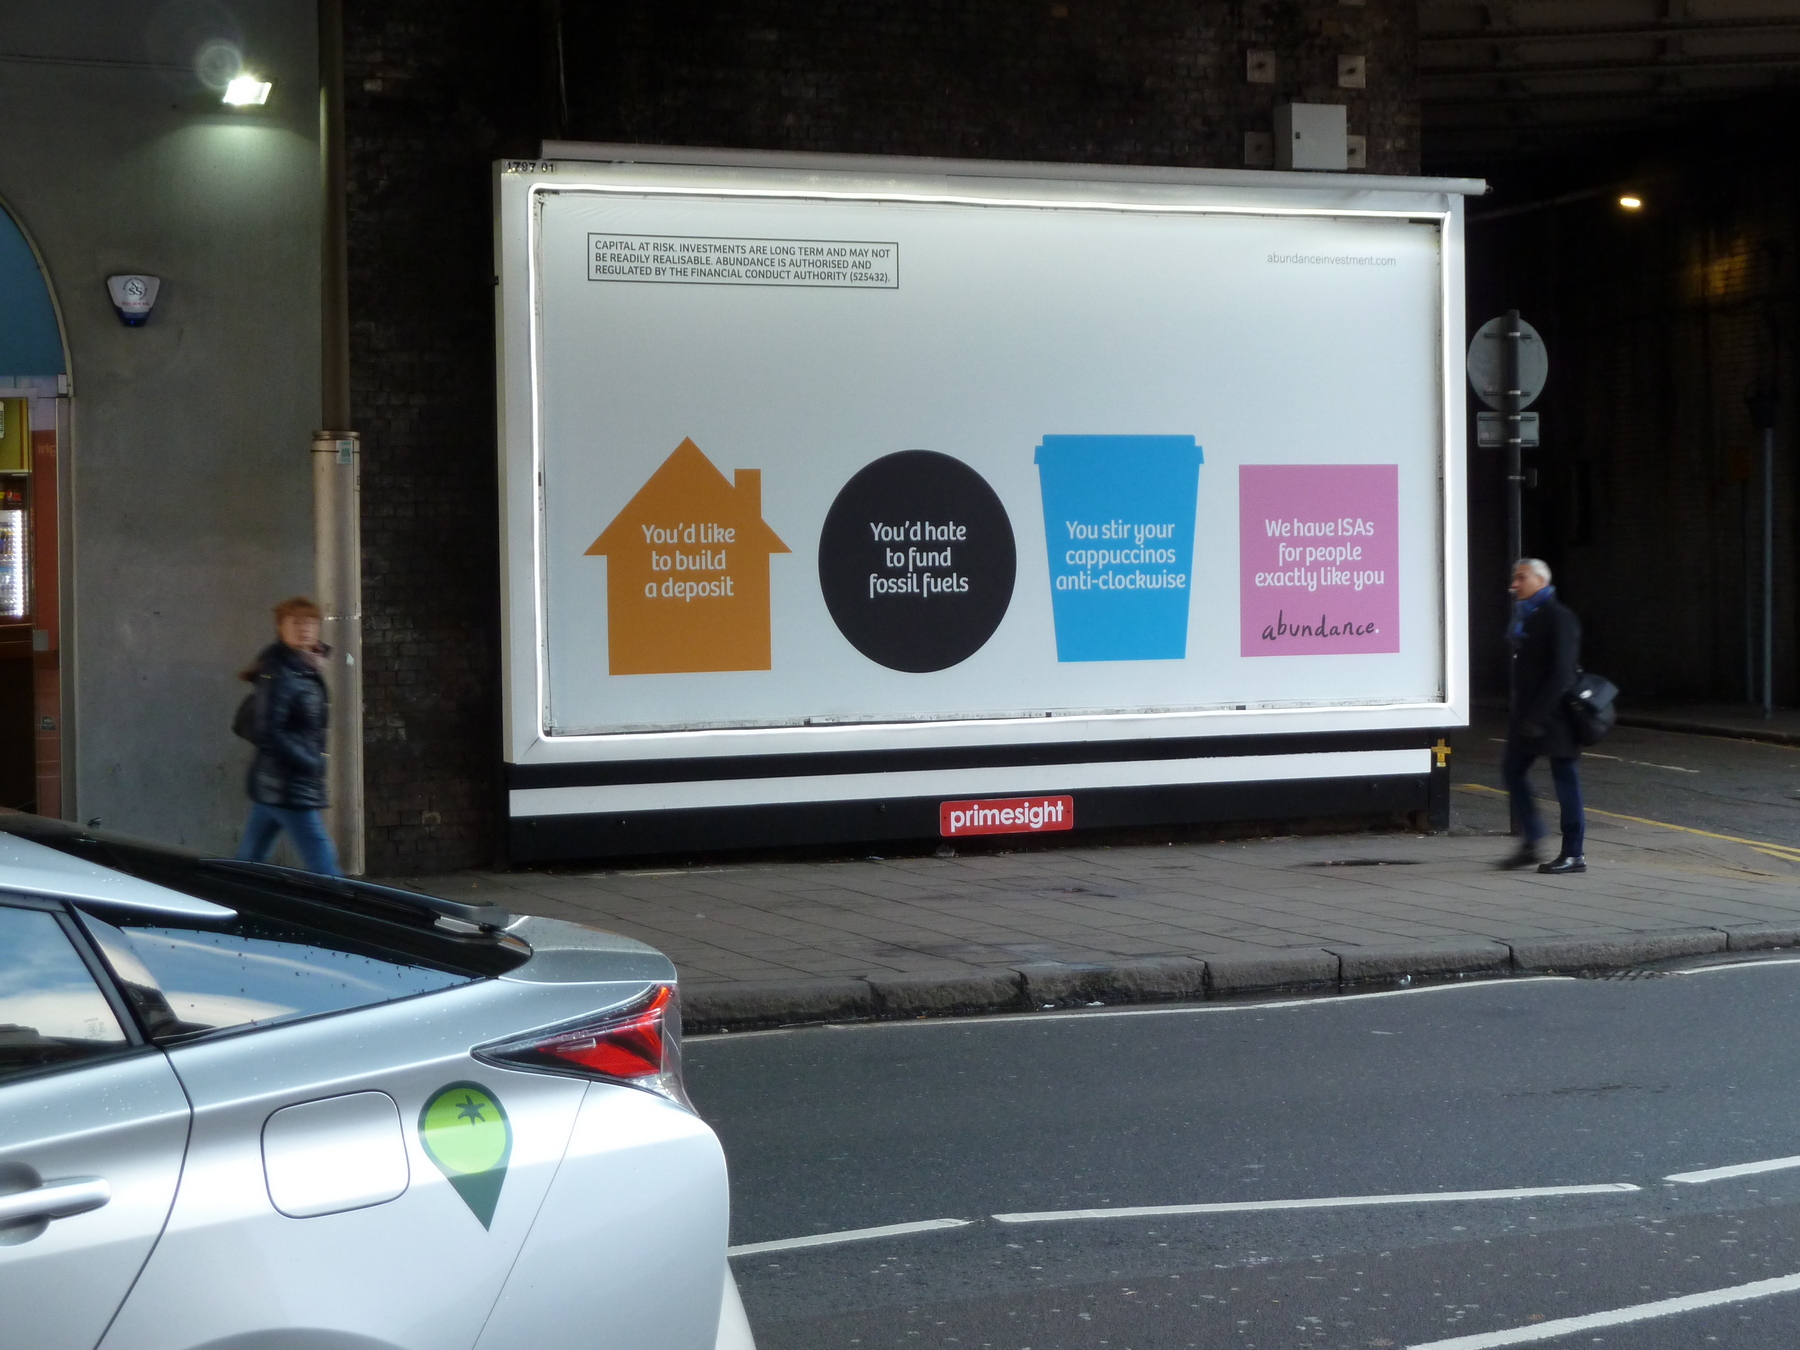 1797 01
CAPITAL AT RISK. INVESTMENTS ARE LONG TERM AND MAY NOT
BE READILY REALISABLE. ABUNDANCE IS AUTHORISED AND
REGULATED BY THE FINANCIAL CONDUCT AUTHORITY (525432).
abundanceinvestment.com
You'd like
to build
a deposit
You'd hate
to fund
fossil fuels
You stir your
cappuccinos
anti-clockwise
We have ISAs
for people
exactly like you
abundance.
primesight